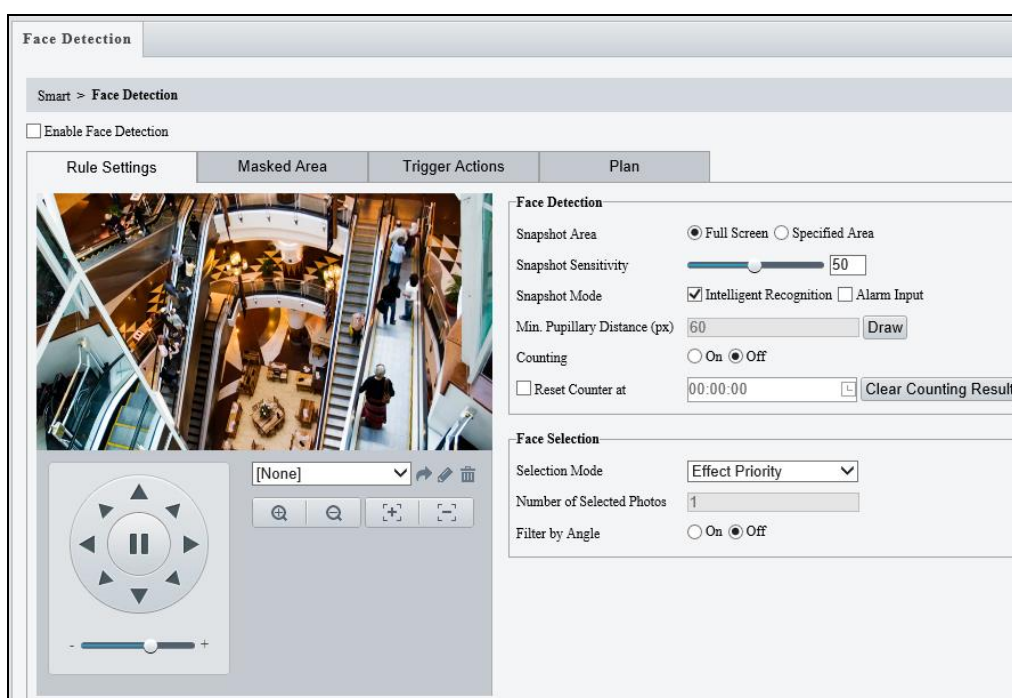 Face Detection
Smart > Face Detection
Enable Face Detection
Rule Settings Masked Area Trigger Actions Plan
Face Detection
Snapshot Area Full Screen Specified Area
Snapshot Sensitivity 50
Snapshot Mode Intelligent Recognition Alarm Input
Min. Pupillary Distance (px) 60 Draw
Counting On Off
Reset Counter at 00:00:00 Clear Counting Result
Face Selection
[None]
Selection Mode Effect Priority
Number of Selected Photos 1
Filter by Angle On Off
- +